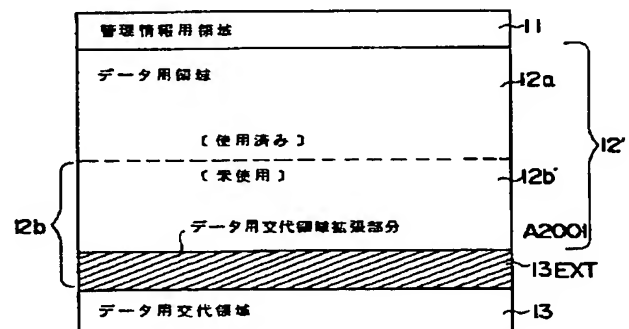 管理情報用領域
11
データ用領域
12a
12'
〔使用済み〕
〔未使用〕
12b'
12b
データ用交代領域拡張部分
A2001
13EXT
データ用交代領域
13